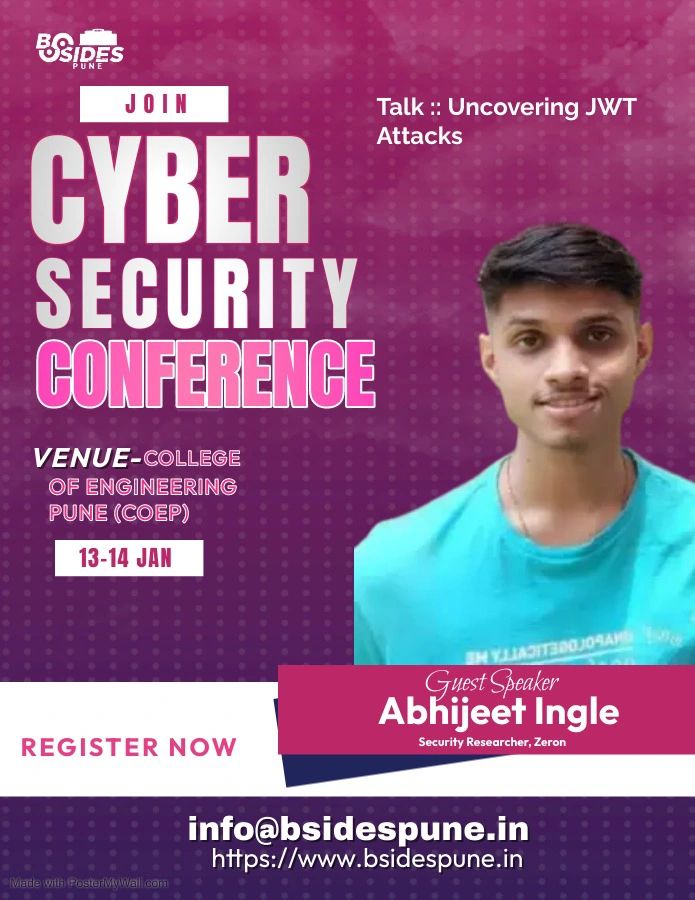 BSIDES
PUNE
JOIN
CYBER
SECURITY
CONFERENCE
Talk :: Uncovering JWT
Attacks
VENUE-COLLEGE
OF ENGINEERING
PUNE (COEP)
13-14 JAN
UNAPOLOGETICALLY ME
Guest Speaker
Abhijeet Ingle
Security Researcher, Zeron
REGISTER NOW
info@bsidespune.in
https://www.bsidespune.in
Made with PosterMyWall.com